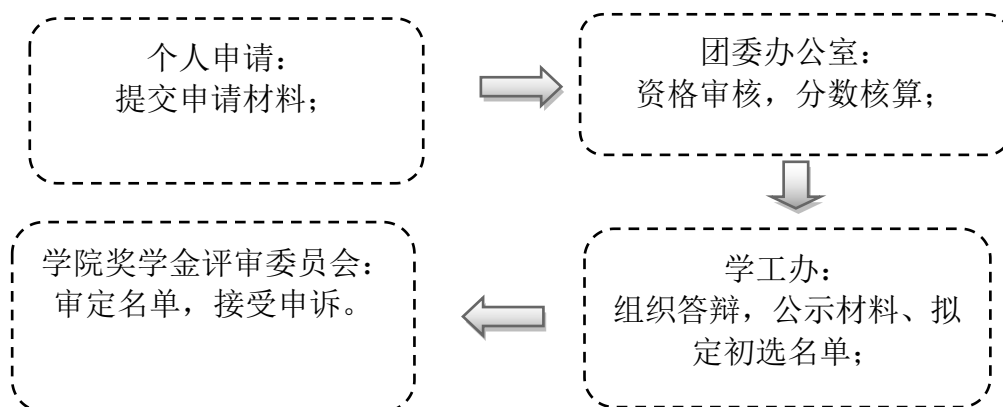 个人申请：
提交申请材料；
团委办公室：
资格审核，分数核算；
学工办：
组织答辩，公示材料、拟
定初选名单；
学院奖学金评审委员会：
审定名单，接受申诉。